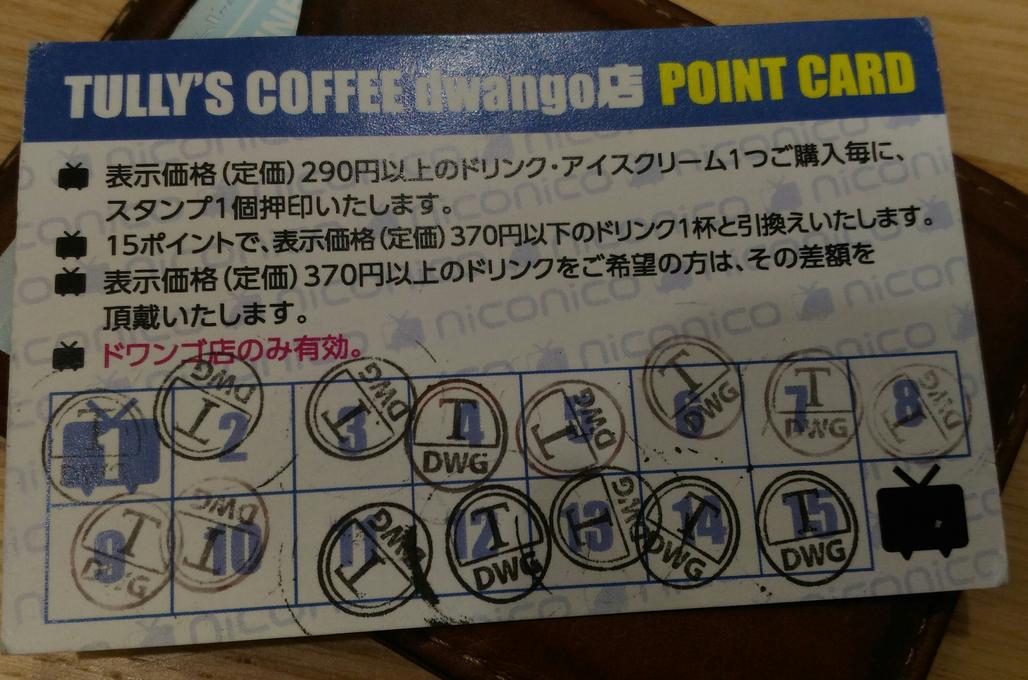 TULLY'S COFFEE dwango店 POINT CARD
表示価格(定価)290円以上のドリンク・アイスクリーム1つご購入毎に、
スタンプ1個押印いたします。
15ポイントで、表示価格(定価)370円以下のドリンク1杯と引換えいたします。
表示価格(定価)370円以上のドリンクをご希望の方は、その差額を
頂戴いたします。
ドワンゴ店のみ有効。
1 2 3 4 5 6 7 8
T DWG T DWG T DWG T DWG T DWG T DWG T DWG T DWG
9 10 11 12 13 14 15
T DWG T DWG T DWG T DWG T DWG T DWG T DWG
niconico